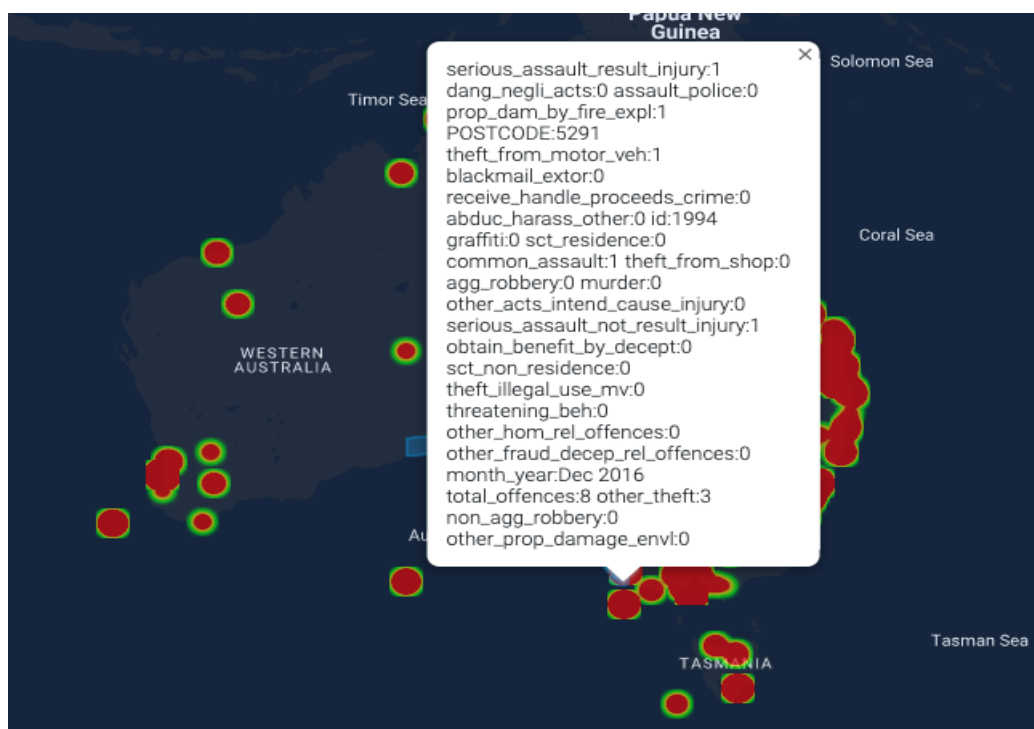 Papua New
Guinea
Solomon Sea
Timor Sea
Coral Sea
WESTERN
AUSTRALIA
Au
Tasman Sea
TASMANIA
×
serious_assault_result_injury:1
dang_negli_acts:0 assault_police:0
prop_dam_by_fire_expl:1
POSTCODE:5291
theft_from_motor_veh:1
blackmail_extor:0
receive_handle_proceeds_crime:0
abduc_harass_other:0 id:1994
graffiti:0 sct_residence:0
common_assault:1 theft_from_shop:0
agg_robbery:0 murder:0
other_acts_intend_cause_injury:0
serious_assault_not_result_injury:1
obtain_benefit_by_decept:0
sct_non_residence:0
theft_illegal_use_mv:0
threatening_beh:0
other_hom_rel_offences:0
other_fraud_decep_rel_offences:0
month_year:Dec 2016
total_offences:8 other_theft:3
non_agg_robbery:0
other_prop_damage_envl:0